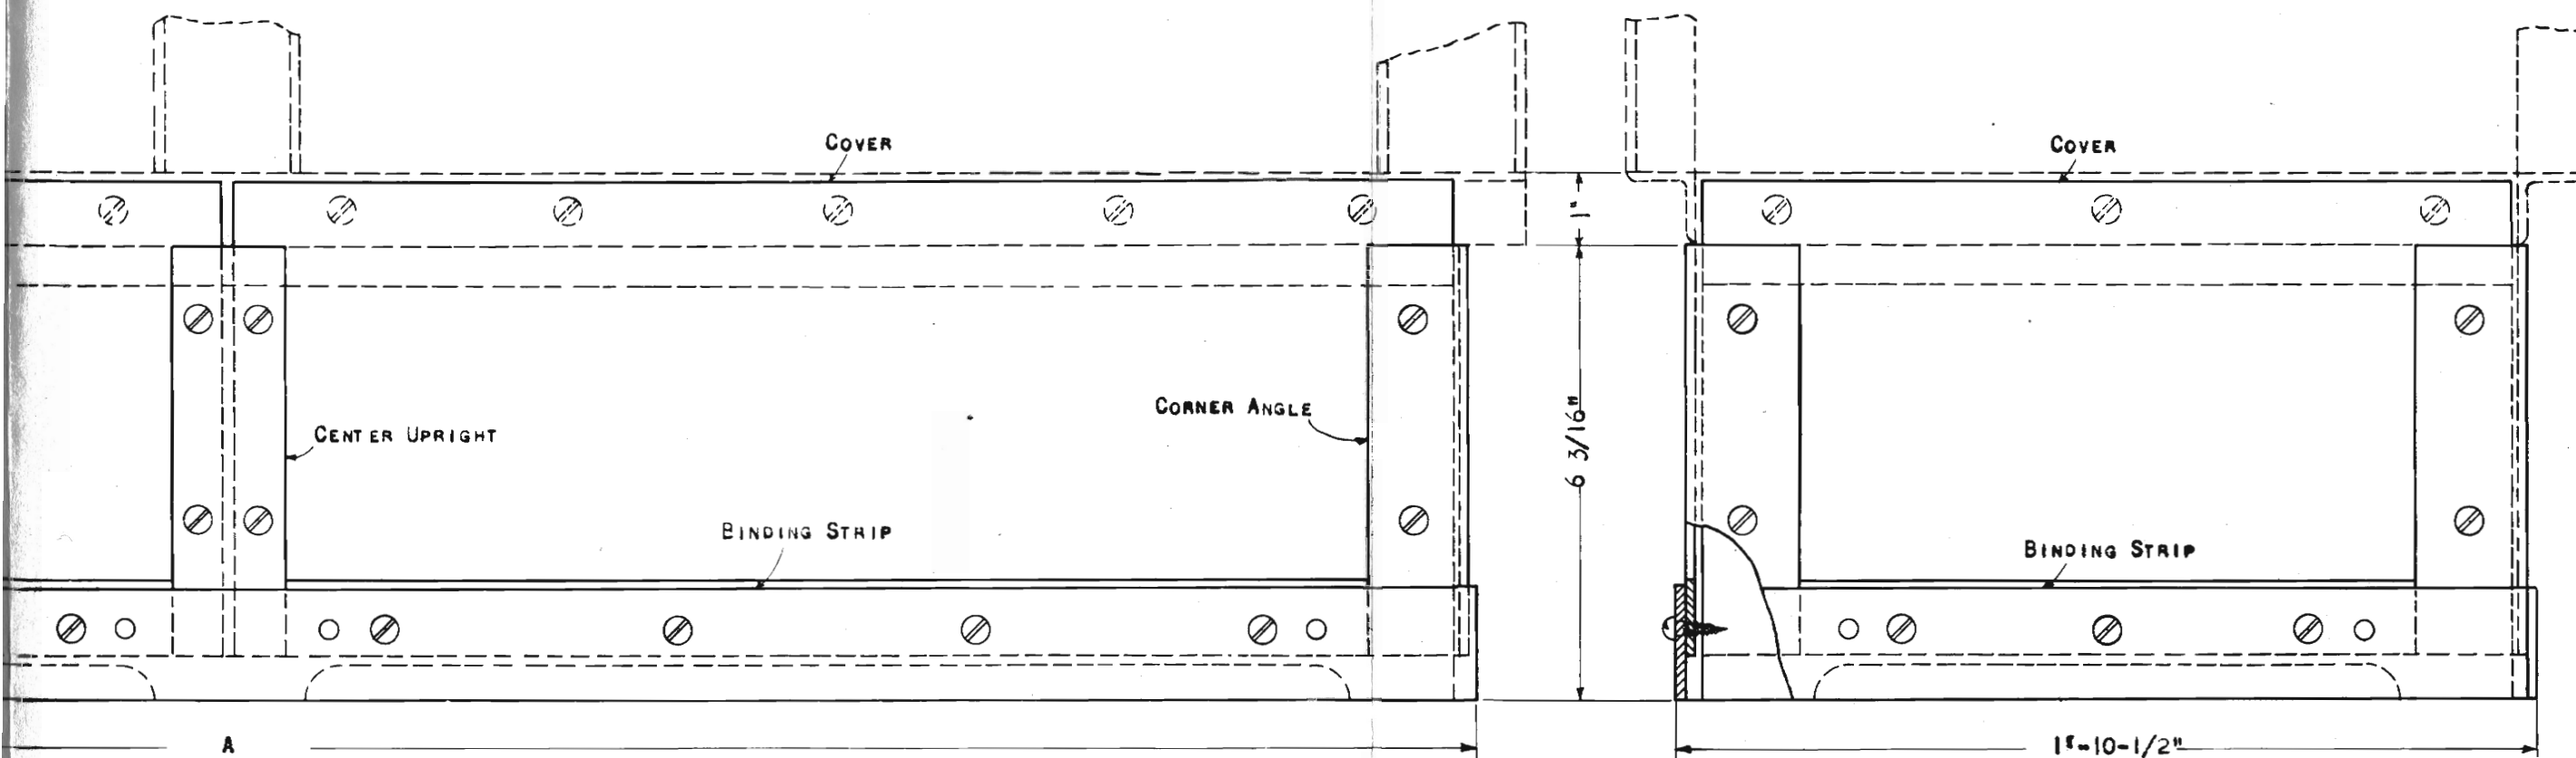 COVER
COVER
1"
CORNER ANGLE
6 3/16"
CENTER UPRIGHT
BINDING STRIP
BINDING STRIP
A
1'-10-1/2"